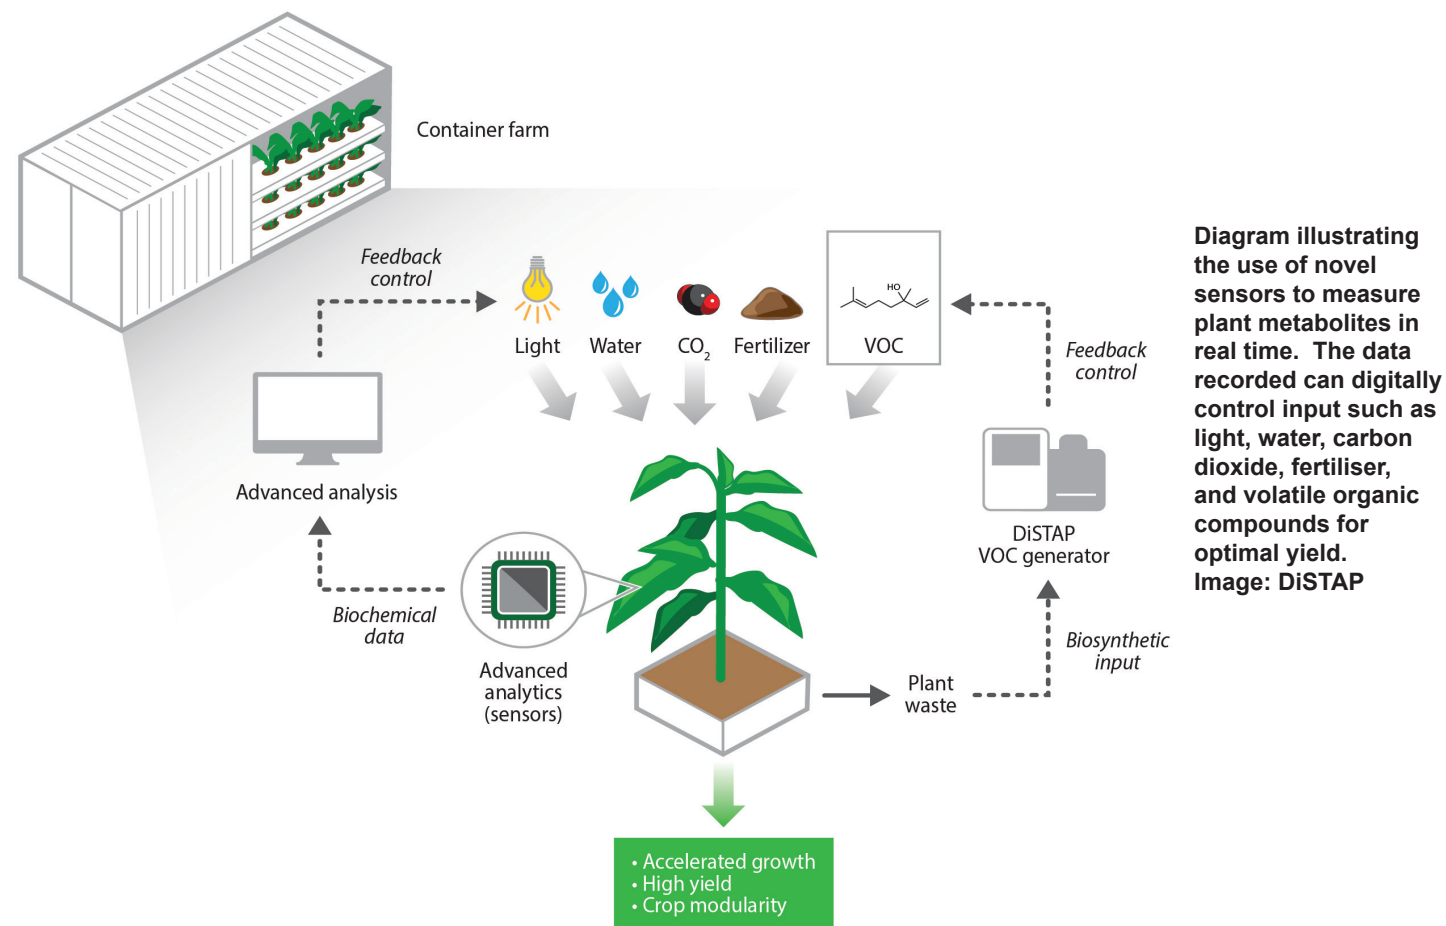 Container farm
Feedback
control
Light
Water
CO2
Fertilizer
HO
VOC
Feedback
control
Advanced analysis
DiSTAP
VOC generator
Biochemical
data
Advanced
analytics
(sensors)
Plant
waste
Biosynthetic
input
• Accelerated growth
• High yield
• Crop modularity
Diagram illustrating
the use of novel
sensors to measure
plant metabolites in
real time.  The data
recorded can digitally
control input such as
light, water, carbon
dioxide, fertiliser,
and volatile organic
compounds for
optimal yield.
Image: DiSTAP